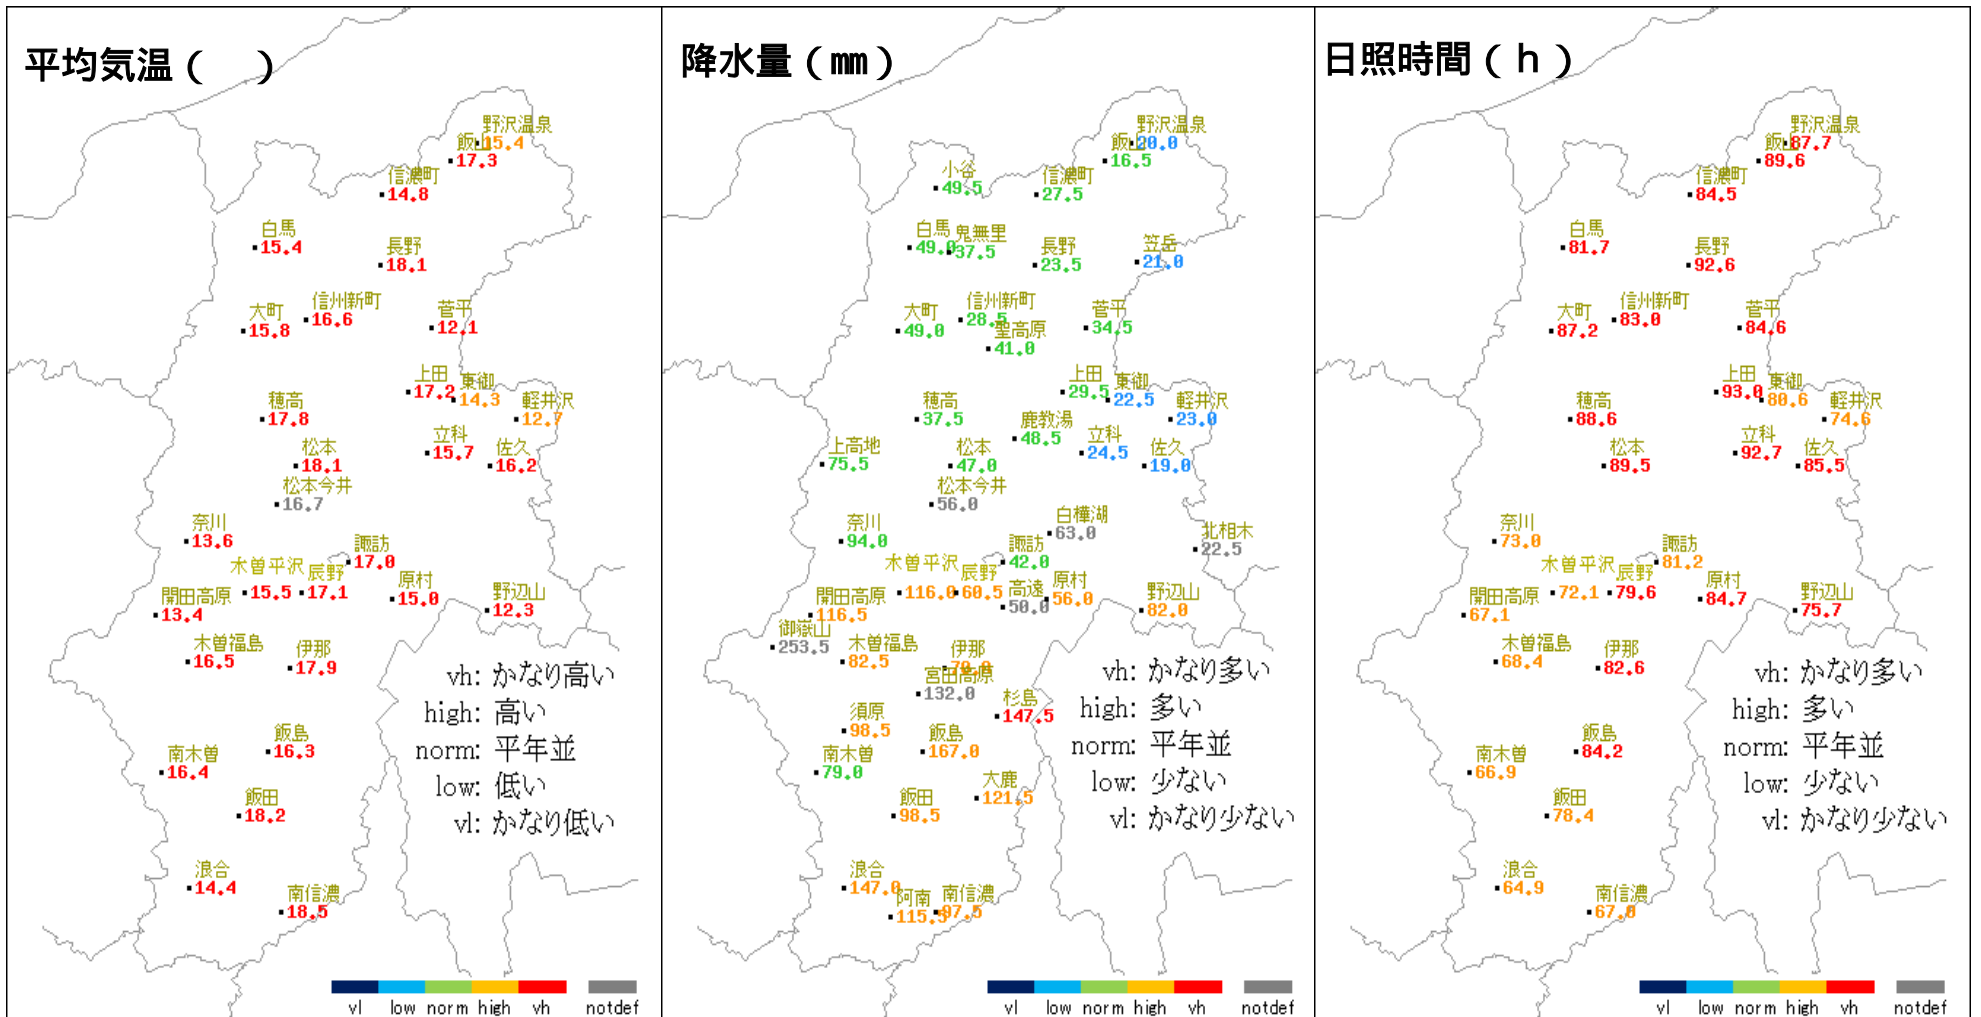 平均気温（　）
野沢温泉
15.4
飯山
17.3
信濃町
14.8
白馬
15.4
長野
18.1
大町
15.8
信州新町
16.6
菅平
12.1
上田
17.2
東御
14.3
軽井沢
12.7
穂高
17.8
立科
15.7
佐久
16.2
松本
18.1
松本今井
16.7
奈川
13.6
諏訪
17.0
木曽平沢
15.5
辰野
17.1
開田高原
13.4
原村
15.0
野辺山
12.3
木曽福島
16.5
伊那
17.9
飯島
16.3
南木曽
16.4
飯田
18.2
浪合
14.4
南信濃
18.5
vh: かなり高い
high: 高い
norm: 平年並
low: 低い
vl: かなり低い
vl low norm high vh notdef
降水量（㎜）
野沢温泉
20.0
飯山
16.5
小谷
49.5
信濃町
27.5
白馬
49.0
鬼無里
37.5
長野
23.5
笠岳
21.0
大町
49.0
信州新町
28.5
聖高原
41.0
菅平
34.5
上田
29.5
東御
22.5
軽井沢
23.0
穂高
37.5
鹿教湯
48.5
立科
24.5
佐久
19.0
上高地
75.5
松本
47.0
松本今井
56.0
白樺湖
63.0
北相木
22.5
奈川
94.0
諏訪
42.0
木曽平沢
116.0
辰野
60.5
高遠
50.0
原村
56.0
野辺山
82.0
開田高原
116.5
御嶽山
253.5
木曽福島
82.5
伊那
宮田高原
132.0
杉島
147.5
須原
98.5
飯島
167.0
南木曽
79.0
大鹿
121.5
飯田
98.5
浪合
147.0
阿南
115.5
南信濃
97.5
vh: かなり多い
high: 多い
norm: 平年並
low: 少ない
vl: かなり少ない
vl low norm high vh notdef
日照時間（ｈ）
野沢温泉
87.7
飯山
89.6
信濃町
84.5
白馬
81.7
長野
92.6
大町
87.2
信州新町
83.0
菅平
84.6
上田
93.0
東御
80.6
軽井沢
74.6
穂高
88.6
立科
92.7
佐久
85.5
松本
89.5
奈川
73.0
諏訪
81.2
木曽平沢
72.1
辰野
79.6
原村
84.7
野辺山
75.7
開田高原
67.1
木曽福島
68.4
伊那
82.6
飯島
84.2
南木曽
66.9
飯田
78.4
浪合
64.9
南信濃
67.0
vh: かなり多い
high: 多い
norm: 平年並
low: 少ない
vl: かなり少ない
vl low norm high vh notdef